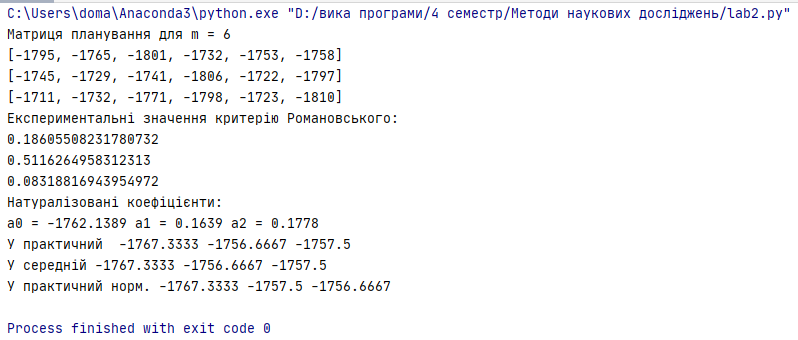 C:\Users\doma\Anaconda3\python.exe "D:/вика програми/4 семестр/Методи наукових досліджень/lab2.py"
Матриця планування для m = 6
[-1795, -1765, -1801, -1732, -1753, -1758]
[-1745, -1729, -1741, -1806, -1722, -1797]
[-1711, -1732, -1771, -1798, -1723, -1810]
Експериментальні значення критерію Романовського:
0.18605508231780732
0.5116264958312313
0.08318816943954972
Натуралізовані коефіцієнти:
a0 = -1762.1389 a1 = 0.1639 a2 = 0.1778
У практичний  -1767.3333 -1756.6667 -1757.5
У середній -1767.3333 -1756.6667 -1757.5
У практичний норм. -1767.3333 -1757.5 -1756.6667
Process finished with exit code 0